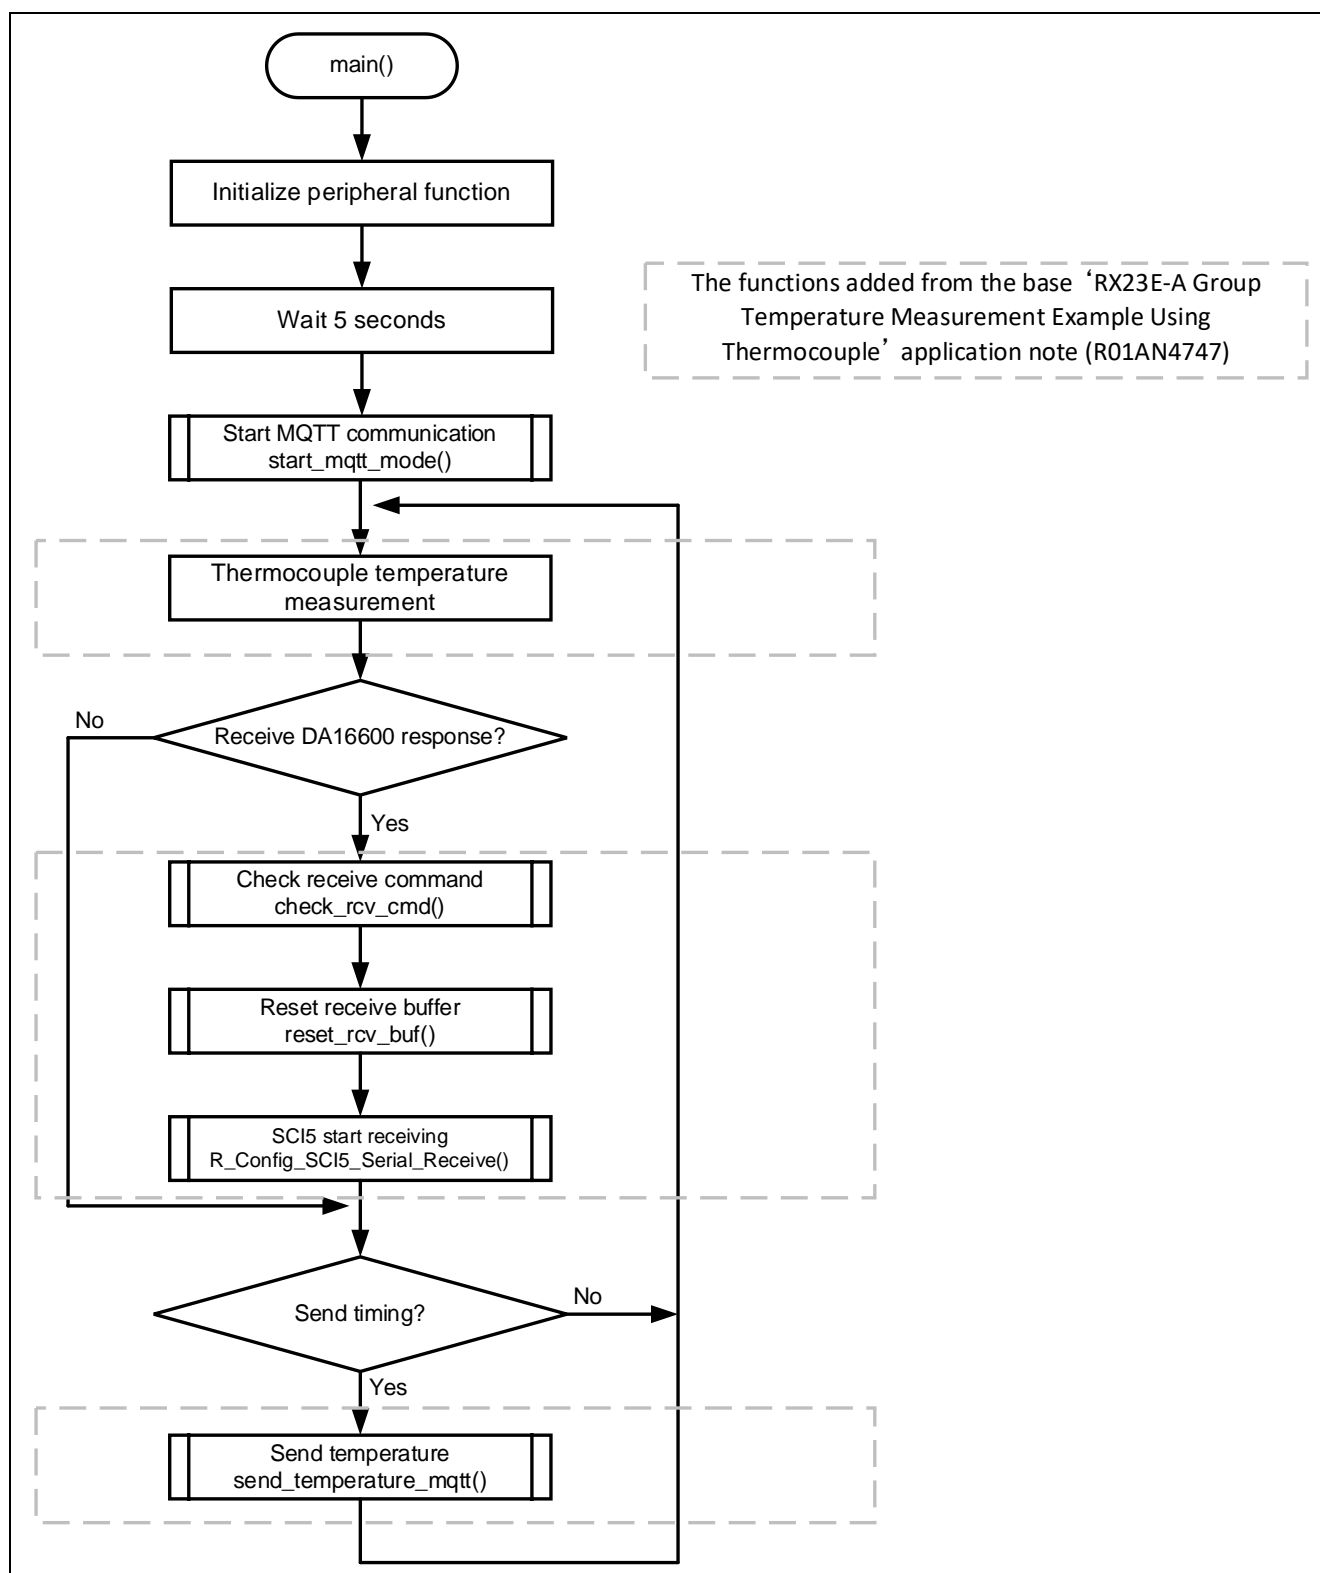 main()
Initialize peripheral function
Wait 5 seconds
The functions added from the base ‘RX23E-A Group
Temperature Measurement Example Using
Thermocouple’ application note (R01AN4747)
Start MQTT communication
start_mqtt_mode()
Thermocouple temperature
measurement
No
Receive DA16600 response?
Yes
Check receive command
check_rcv_cmd()
Reset receive buffer
reset_rcv_buf()
SCI5 start receiving
R_Config_SCI5_Serial_Receive()
Send timing?
No
Yes
Send temperature
send_temperature_mqtt()